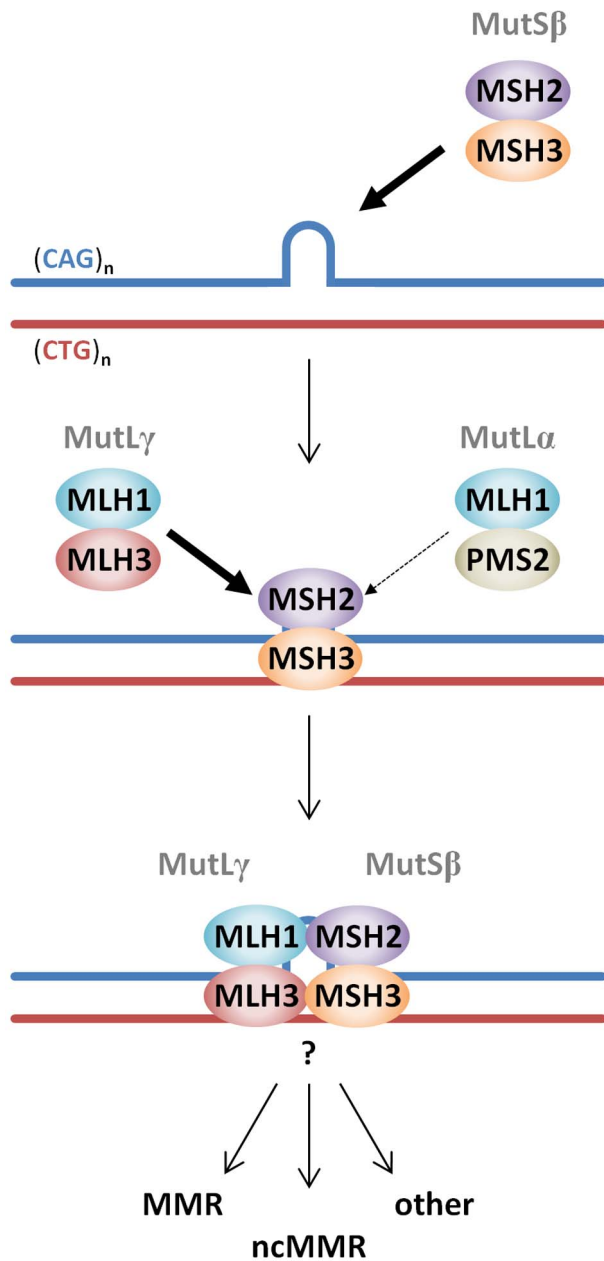 MutSβ
MSH2
MSH3
(CAG)n
(CTG)n
MutLγ MutLα
MLH1 MLH1
MLH3 PMS2
MSH2
MSH3
MutLγ MutSβ
MLH1 MSH2
MLH3 MSH3
?
MMR other
ncMMR